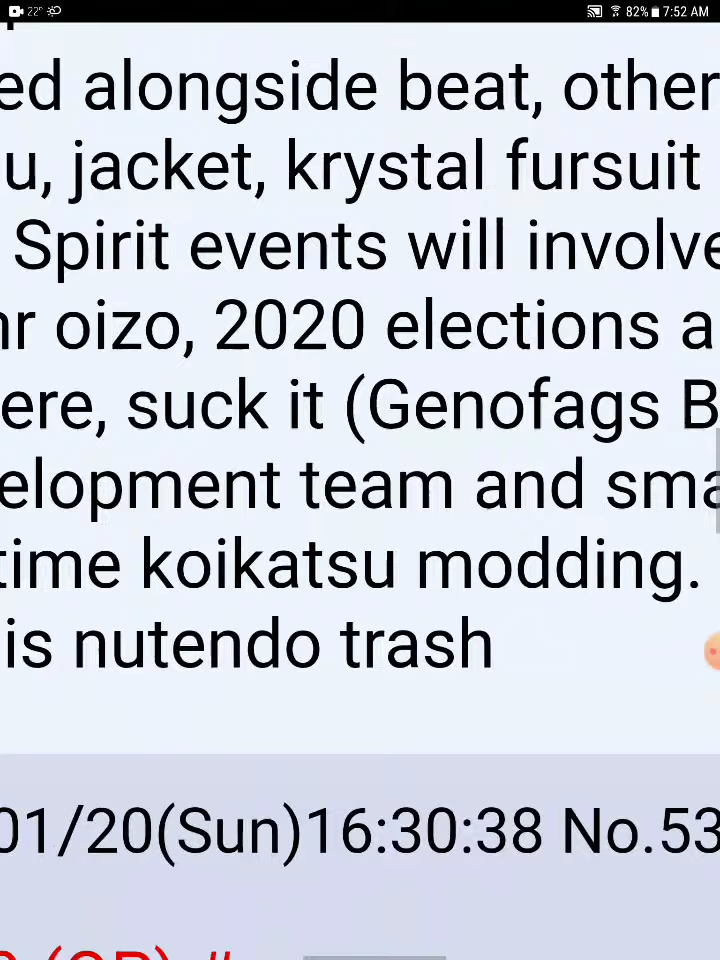 22° 82% 7:52 AM
ed alongside beat, other
u, jacket, krystal fursuit
Spirit events will involve
nr oizo, 2020 elections a
ere, suck it (Genofags B
elopment team and sma
time koikatsu modding.
is nutendo trash
01/20(Sun)16:30:38 No.53